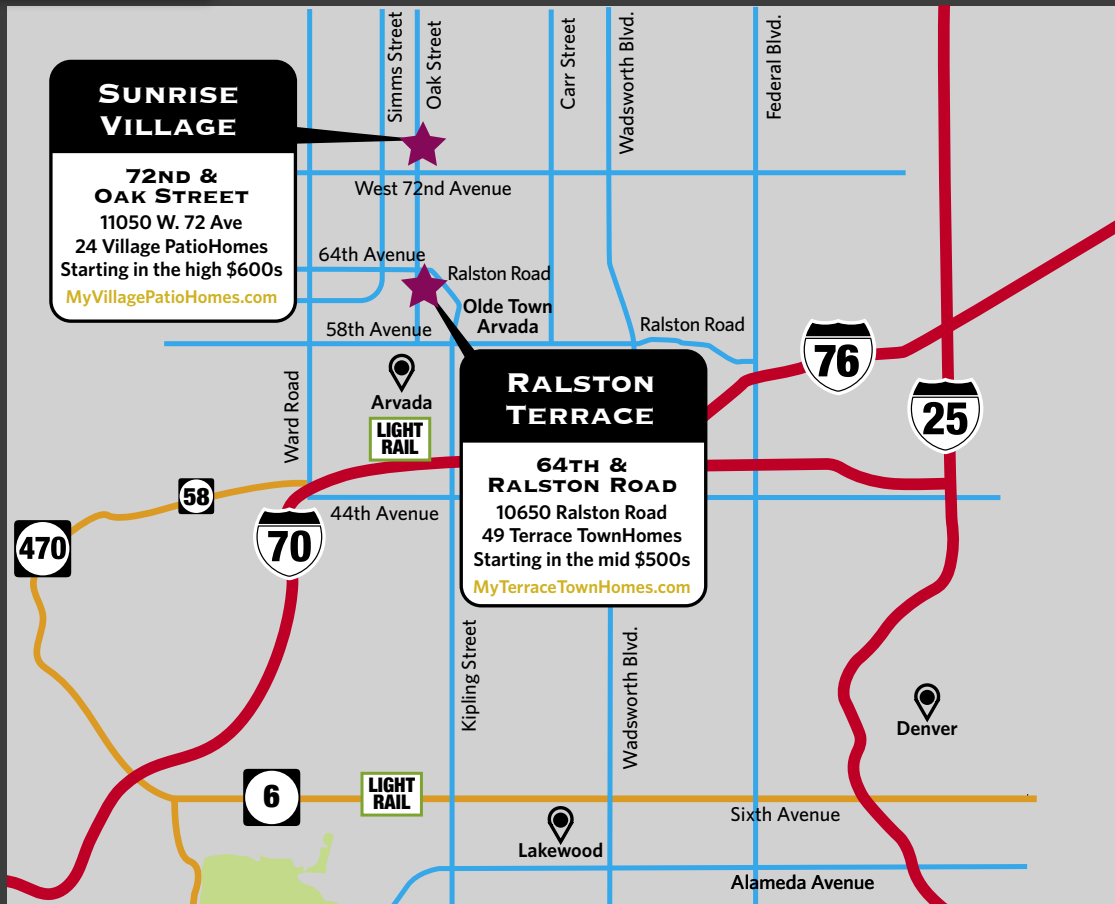 Simms Street
Oak Street
Carr Street
Wadsworth Blvd.
Federal Blvd.
SUNRISE
VILLAGE
72ND &
OAK STREET
11050 W. 72 Ave
24 Village PatioHomes
Starting in the high $600s
MyVillagePatioHomes.com
West 72nd Avenue
64th Avenue
Ralston Road
Olde Town
Arvada
58th Avenue
Ralston Road
76
25
Ward Road
Arvada
LIGHT
RAIL
RALSTON
TERRACE
64TH &
RALSTON ROAD
10650 Ralston Road
49 Terrace TownHomes
Starting in the mid $500s
MyTerraceTownHomes.com
58
44th Avenue
470
70
Kipling Street
Wadsworth Blvd.
Denver
6
LIGHT
RAIL
Sixth Avenue
Lakewood
Alameda Avenue